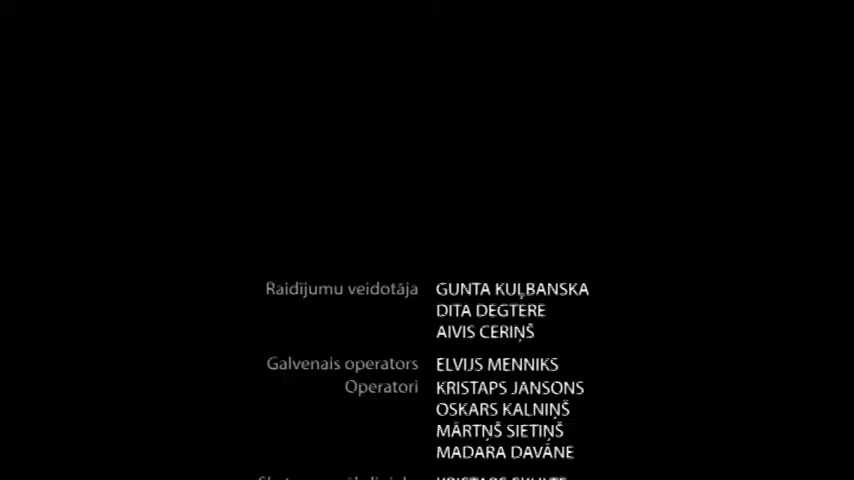 Raidījumu veidotāja GUNTA KUĻBANSKA
DITA DEGTERE
AIVIS CERIŅŠ
Galvenais operators ELVIJS MENNIKS
Operatori KRISTAPS JANSONS
OSKARS KALNIŅŠ
MĀRTŅŠ SIETIŅŠ
MADARA DAVĀNE